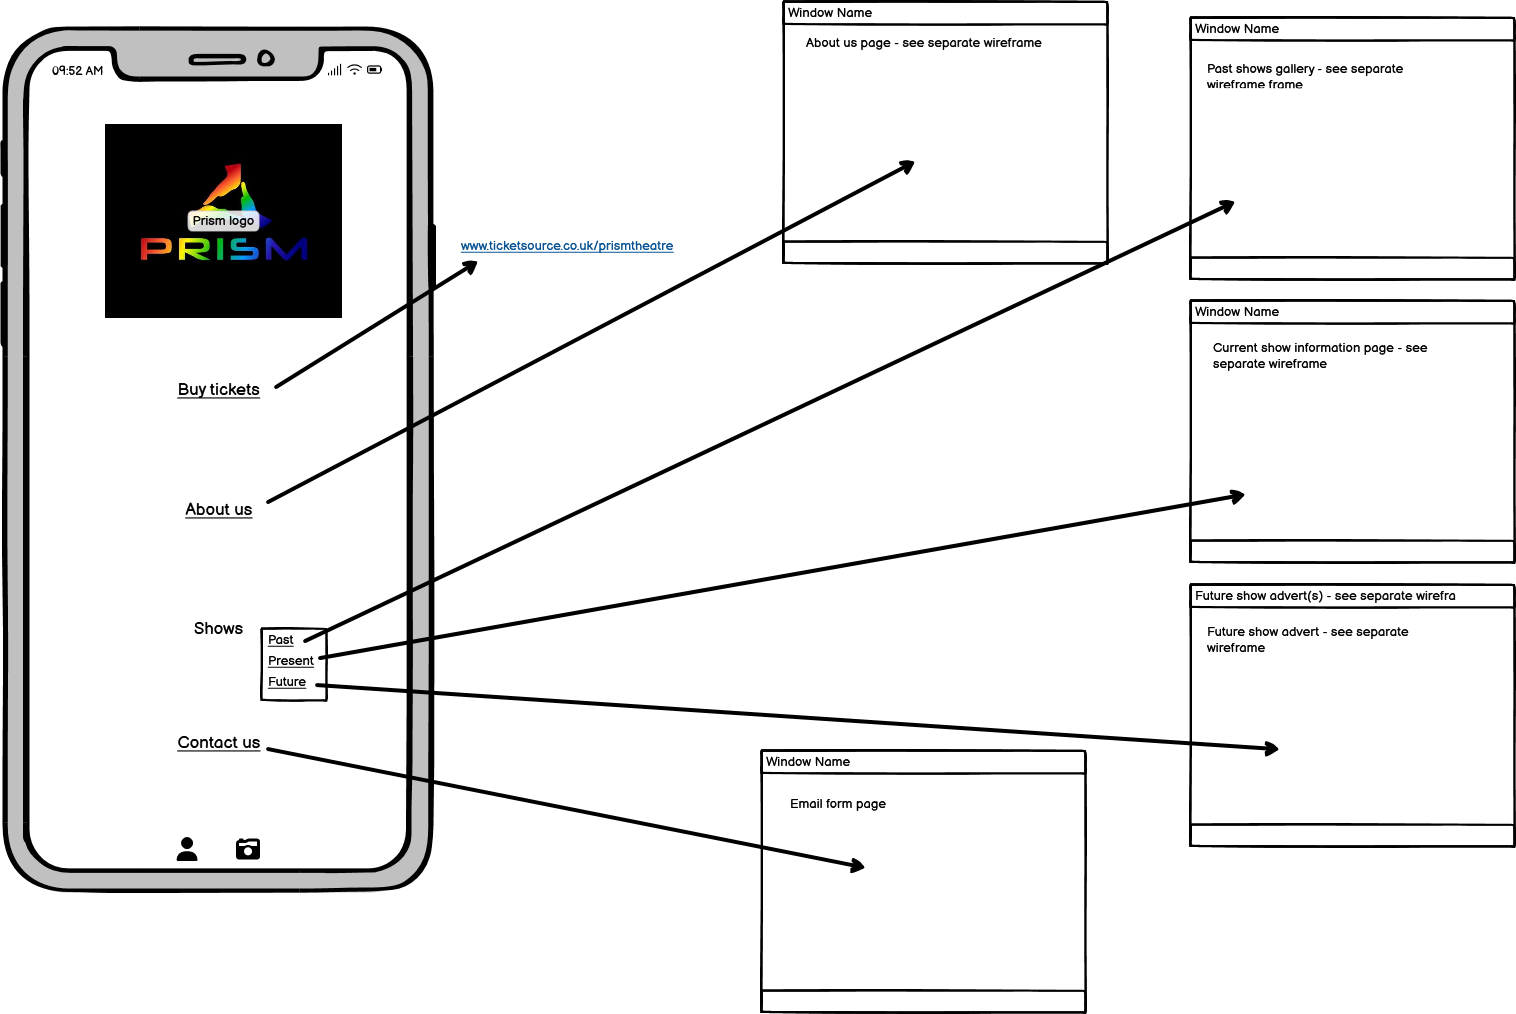 09:52 AM
Prism logo
PRISM
Buy tickets
About us
Shows
Past
Present
Future
Contact us
www.ticketsource.co.uk/prismtheatre
Window Name
About us page - see separate wireframe
Window Name
Past shows gallery - see separate
wireframe frame
Window Name
Current show information page - see
separate wireframe
Future show advert(s) - see separate wirefra
Future show advert - see separate
wireframe
Window Name
Email form page